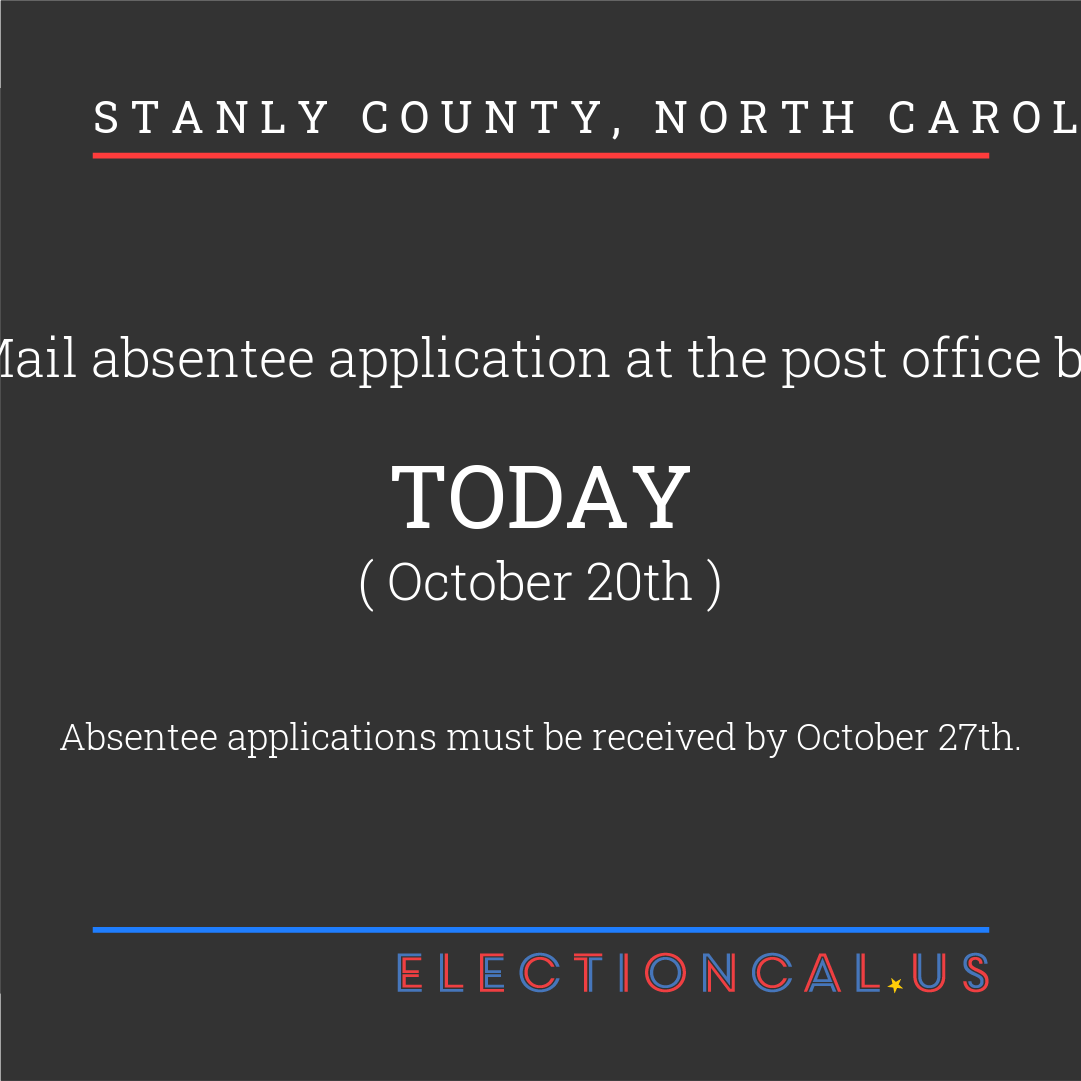 STANLY COUNTY, NORTH CAROL
Mail absentee application at the post office b
TODAY
( October 20th )
Absentee applications must be received by October 27th.
ELECTIONCAL.US